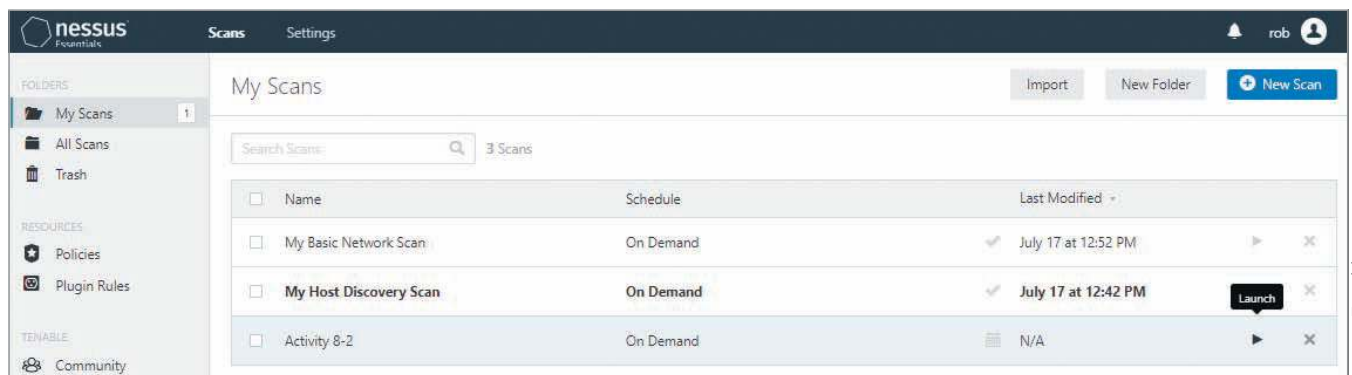 nessus Essentials Scans Settings rob
FOLDERS
My Scans 1
All Scans
Trash
RESOURCES
Policies
Plugin Rules
TENABLE
Community
My Scans Import New Folder New Scan
Search Scans 3 Scans
Name Schedule Last Modified
My Basic Network Scan On Demand July 17 at 12:52 PM
My Host Discovery Scan On Demand July 17 at 12:42 PM
Launch
Activity 8-2 On Demand N/A